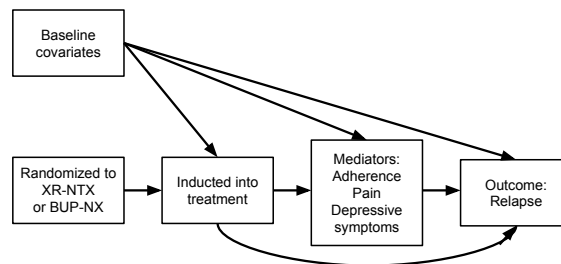 Baseline
covariates
Randomized to
XR-NTX
or BUP-NX
Inducted into
treatment
Mediators:
Adherence
Pain
Depressive
symptoms
Outcome:
Relapse